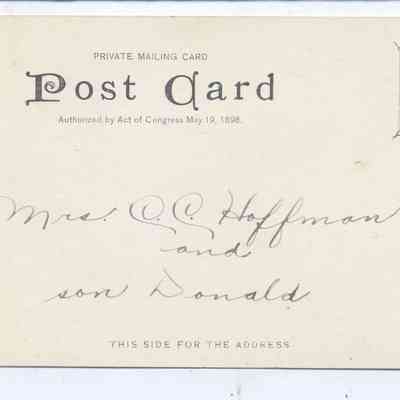 PRIVATE MAILING CARD
Post Card
Authorized by Act of Congress May 19, 1898.
Mrs. C. C. Hoffman
and
son Donald
THIS SIDE FOR THE ADDRESS